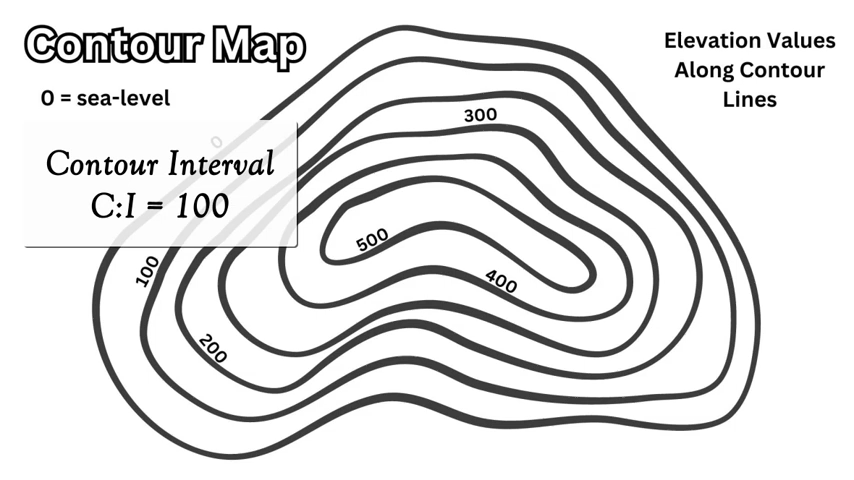 Contour Map
0 = sea-level
Elevation Values
Along Contour
Lines
0
Contour Interval
C:I = 100
300
500
400
100
200